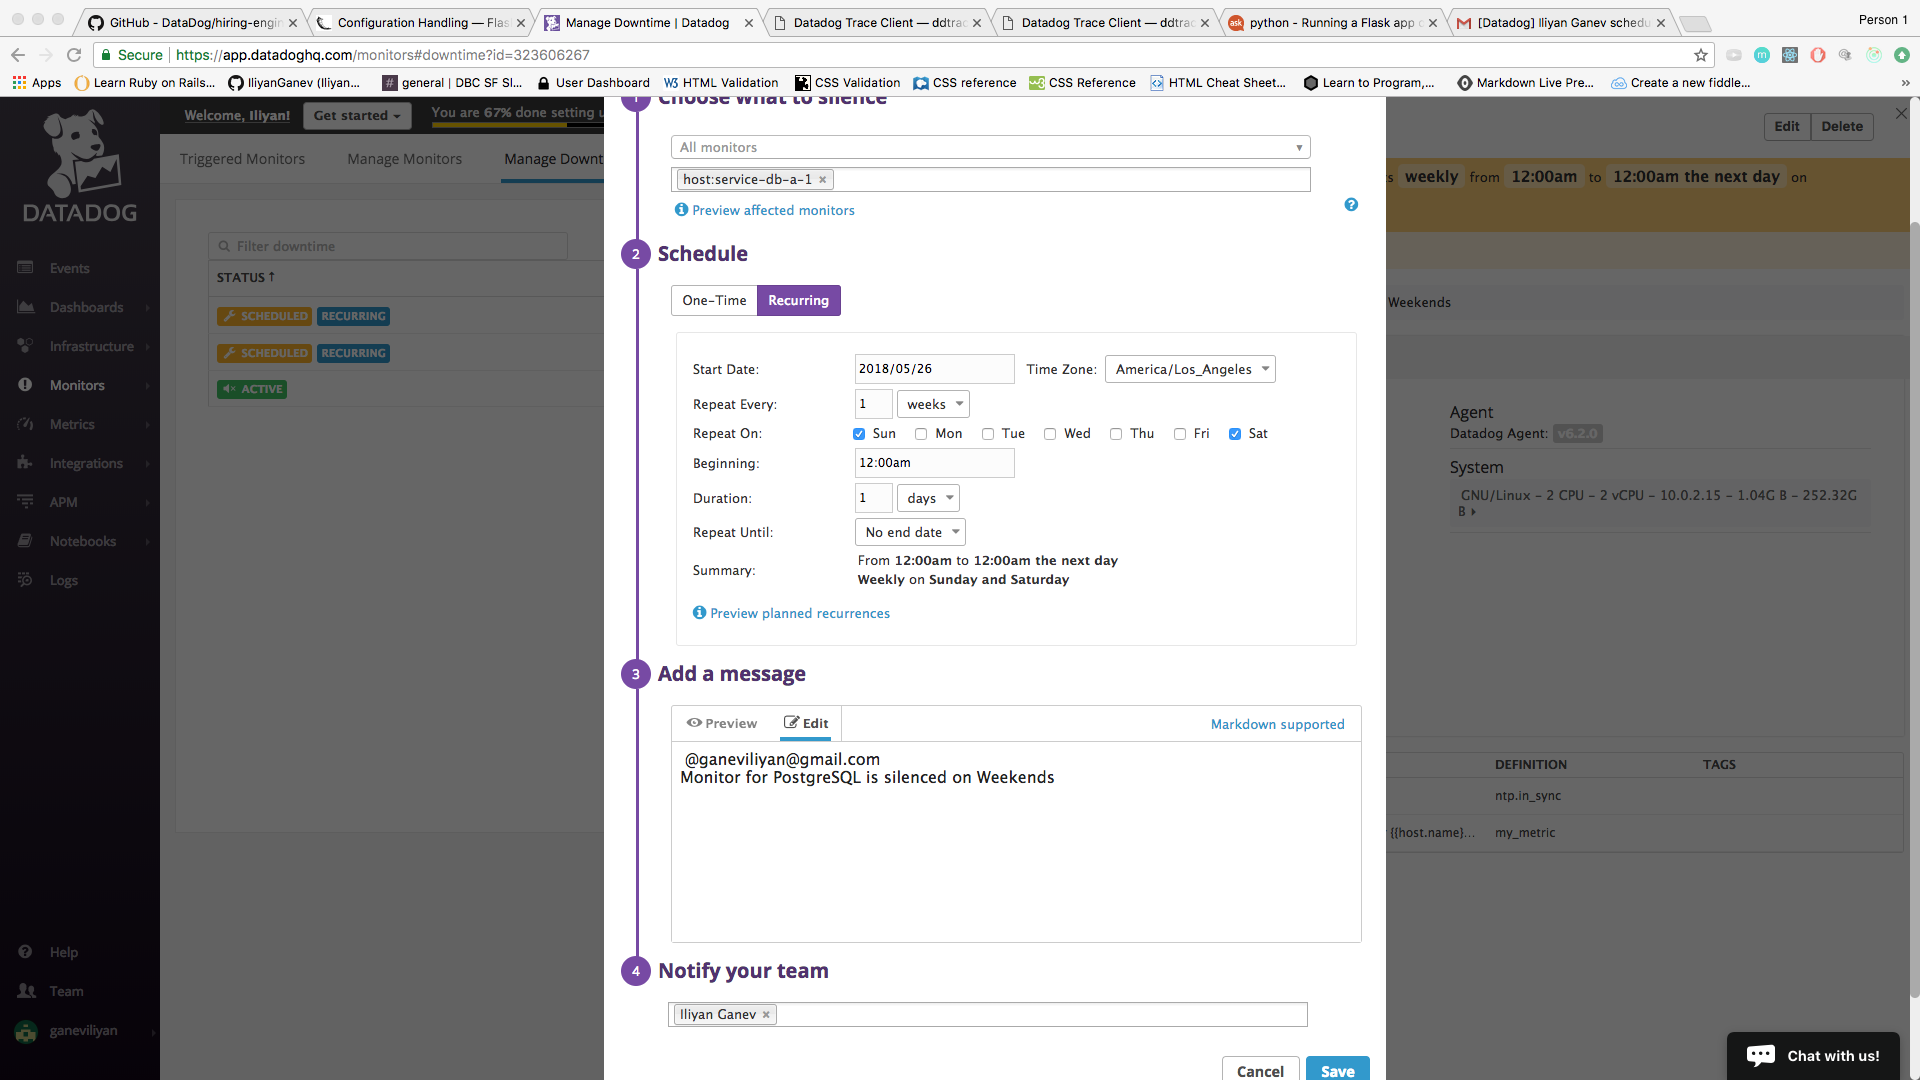 GitHub - DataDog/hiring-engin
Configuration Handling — Flas
Manage Downtime | Datadog
Datadog Trace Client — ddtrac
Datadog Trace Client — ddtrac
python - Running a Flask app o
[Datadog] Iliyan Ganev schedu
Person 1
Secure
https://app.datadoghq.com/monitors#downtime?id=323606267
Apps
Learn Ruby on Rails...
IliyanGanev (Iliyan...
general | DBC SF Sl...
User Dashboard
HTML Validation
CSS Validation
CSS reference
CSS Reference
HTML Cheat Sheet...
Learn to Program,...
Markdown Live Pre...
Create a new fiddle...
»
DATADOG
Events
Dashboards
Infrastructure
Monitors
Metrics
Integrations
APM
Notebooks
Logs
Help
Team
ganeviliyan
Welcome, Iliyan!
Get started
You are 67% done setting u
Triggered Monitors
Manage Monitors
Manage Downt
Filter downtime
STATUS
SCHEDULED RECURRING
SCHEDULED RECURRING
ACTIVE
1 Choose what to silence
All monitors
host:service-db-a-1 ×
Preview affected monitors
2 Schedule
One-Time Recurring
Start Date: 2018/05/26 Time Zone: America/Los_Angeles
Repeat Every: 1 weeks
Repeat On: Sun Mon Tue Wed Thu Fri Sat
Beginning: 12:00am
Duration: 1 days
Repeat Until: No end date
Summary: From 12:00am to 12:00am the next day
Weekly on Sunday and Saturday
Preview planned recurrences
3 Add a message
Preview Edit Markdown supported
@ganeviliyan@gmail.com
Monitor for PostgreSQL is silenced on Weekends
4 Notify your team
Iliyan Ganev ×
Cancel Save
Edit Delete
s weekly from 12:00am to 12:00am the next day on
Weekends
Agent
Datadog Agent: v6.2.0
System
GNU/Linux - 2 CPU - 2 vCPU - 10.0.2.15 - 1.04G B - 252.32G
B
DEFINITION TAGS
ntp.in_sync
{{host.name}... my_metric
Chat with us!